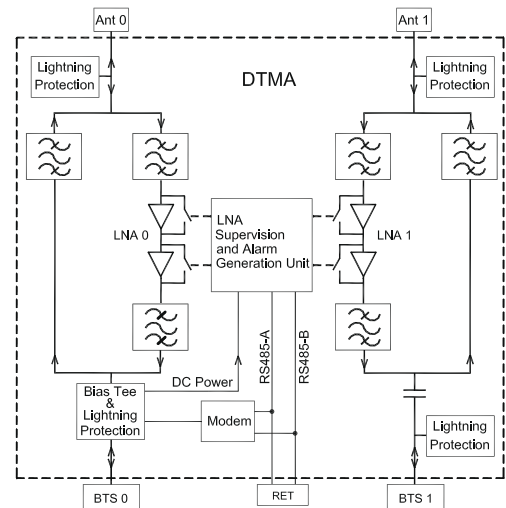 Ant 0
Ant 1
Lightning
Protection
DTMA
Lightning
Protection
LNA 0
LNA
Supervision
and Alarm
Generation Unit
LNA 1
RS485-A
RS485-B
DC Power
Bias Tee
&
Lightning
Protection
Modem
Lightning
Protection
BTS 0
RET
BTS 1